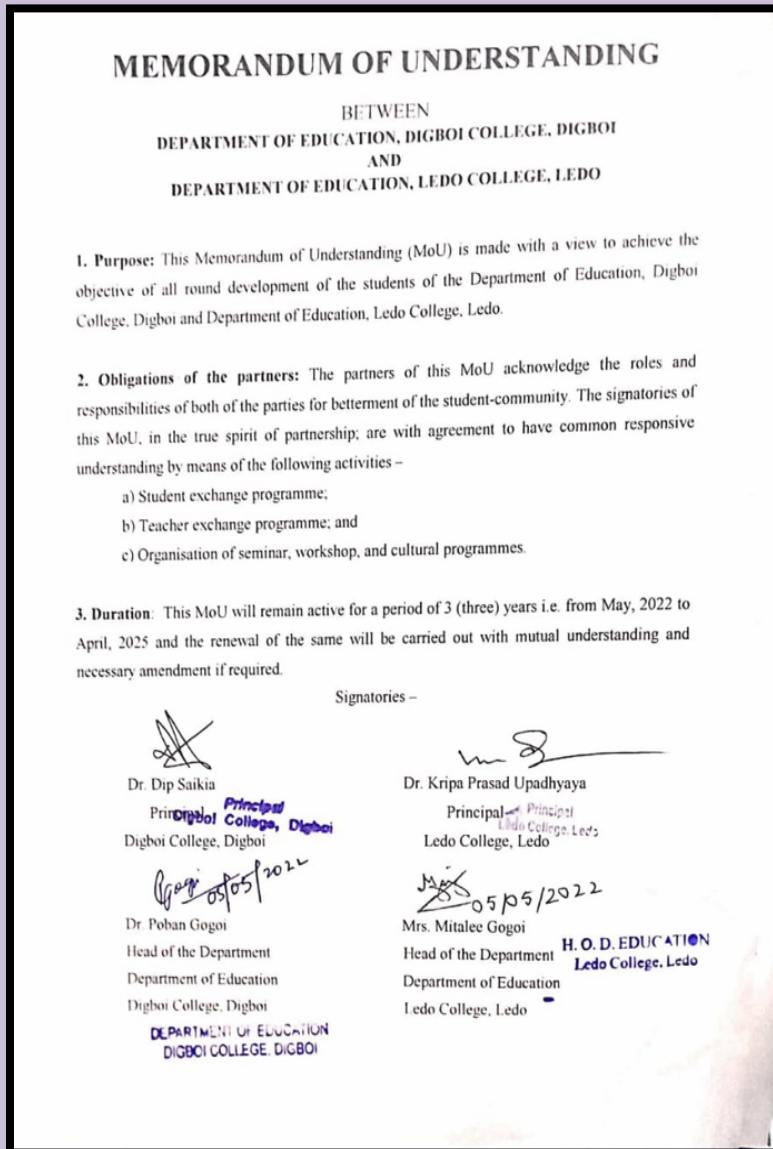 MEMORANDUM OF UNDERSTANDING
BETWEEN
DEPARTMENT OF EDUCATION, DIGBOI COLLEGE, DIGBOI
AND
DEPARTMENT OF EDUCATION, LEDO COLLEGE, LEDO
1. Purpose: This Memorandum of Understanding (MoU) is made with a view to achieve the
objective of all round development of the students of the Department of Education, Digboi
College, Digboi and Department of Education, Ledo College, Ledo.
2. Obligations of the partners: The partners of this MoU acknowledge the roles and
responsibilities of both of the parties for betterment of the student-community. The signatories of
this MoU, in the true spirit of partnership; are with agreement to have common responsive
understanding by means of the following activities –
a) Student exchange programme;
b) Teacher exchange programme; and
c) Organisation of seminar, workshop, and cultural programmes.
3. Duration: This MoU will remain active for a period of 3 (three) years i.e. from May, 2022 to
April, 2025 and the renewal of the same will be carried out with mutual understanding and
necessary amendment if required.
Signatories –
Dr. Dip Saikia
Principal
Principal
Digboi College, Digboi
Digboi College, Digboi
Dr. Kripa Prasad Upadhyaya
Principal
Principal
Ledo College, Ledo
Ledo College, Ledo
Pgogi 05/05/2022
Dr. Poban Gogoi
Head of the Department
Department of Education
Digboi College, Digboi
DEPARTMENT OF EDUCATION
DIGBOI COLLEGE, DIGBOI
05/05/2022
Mrs. Mitalee Gogoi
Head of the Department
H. O. D. EDUCATION
Ledo College, Ledo
Department of Education
Ledo College, Ledo